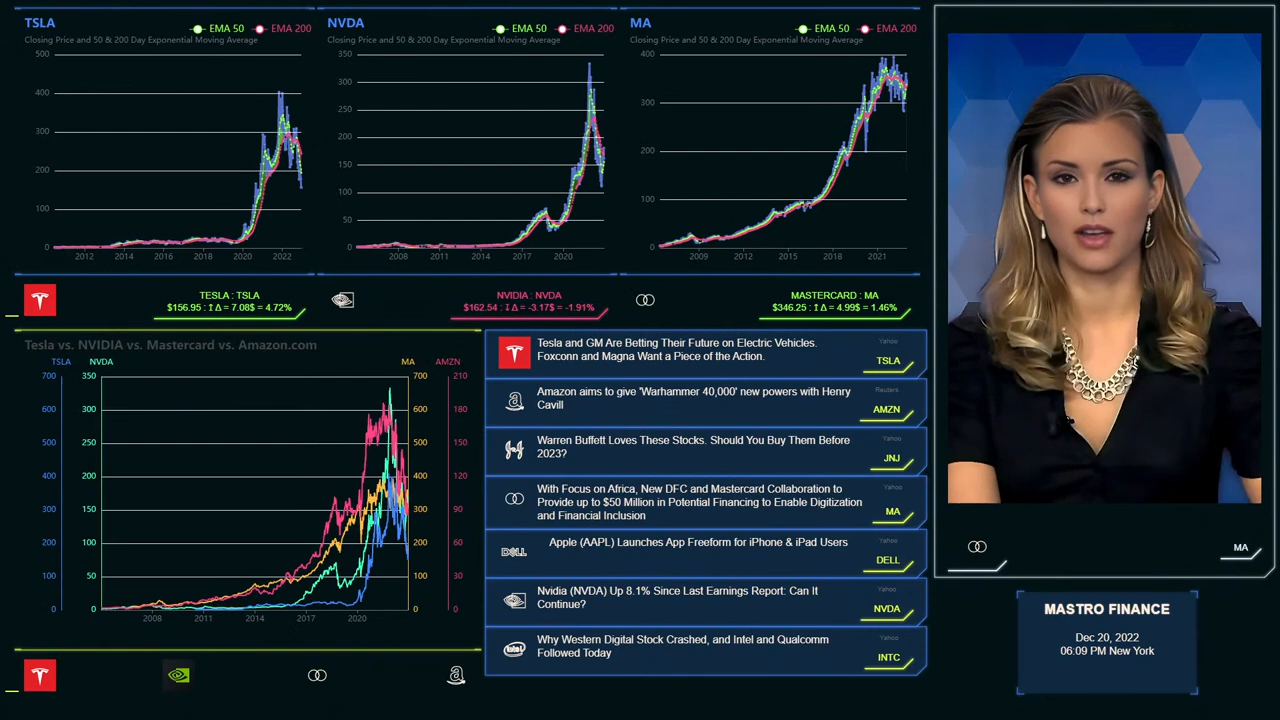 TSLA
EMA 50
EMA 200
Closing Price and 50 & 200 Day Exponential Moving Average
500
400
300
200
100
0
2012
2014
2016
2018
2020
2022
NVDA
EMA 50
EMA 200
Closing Price and 50 & 200 Day Exponential Moving Average
350
300
250
200
150
100
50
0
2005
2008
2011
2014
2017
2020
MA
EMA 50
EMA 200
Closing Price and 50 & 200 Day Exponential Moving Average
400
300
200
100
0
2009
2012
2015
2018
2021
TESLA : TSLA
$156.95 : ↕ Δ = 7.08$ = 4.72%
NVIDIA : NVDA
$162.54 : ↕ Δ = -3.17$ = -1.91%
MASTERCARD : MA
$346.25 : ↕ Δ = 4.99$ = 1.46%
Tesla vs. NVIDIA vs. Mastercard vs. Amazon.com
TSLA
NVDA
MA
AMZN
700
600
500
400
300
200
100
0
350
300
250
200
150
100
50
0
700
600
500
400
300
200
100
0
210
180
150
120
90
60
30
0
2008
2011
2014
2017
2020
Tesla and GM Are Betting Their Future on Electric Vehicles.
Foxconn and Magna Want a Piece of the Action.
Yahoo
TSLA
Amazon aims to give 'Warhammer 40,000' new powers with Henry
Cavill
Reuters
AMZN
Warren Buffett Loves These Stocks. Should You Buy Them Before
2023?
Yahoo
JNJ
With Focus on Africa, New DFC and Mastercard Collaboration to
Provide up to $50 Million in Potential Financing to Enable Digitization
and Financial Inclusion
Yahoo
MA
DELL
Apple (AAPL) Launches App Freeform for iPhone & iPad Users
Yahoo
DELL
Nvidia (NVDA) Up 8.1% Since Last Earnings Report: Can It
Continue?
Yahoo
NVDA
intel
Why Western Digital Stock Crashed, and Intel and Qualcomm
Followed Today
Yahoo
INTC
MA
MASTRO FINANCE
Dec 20, 2022
06:09 PM New York